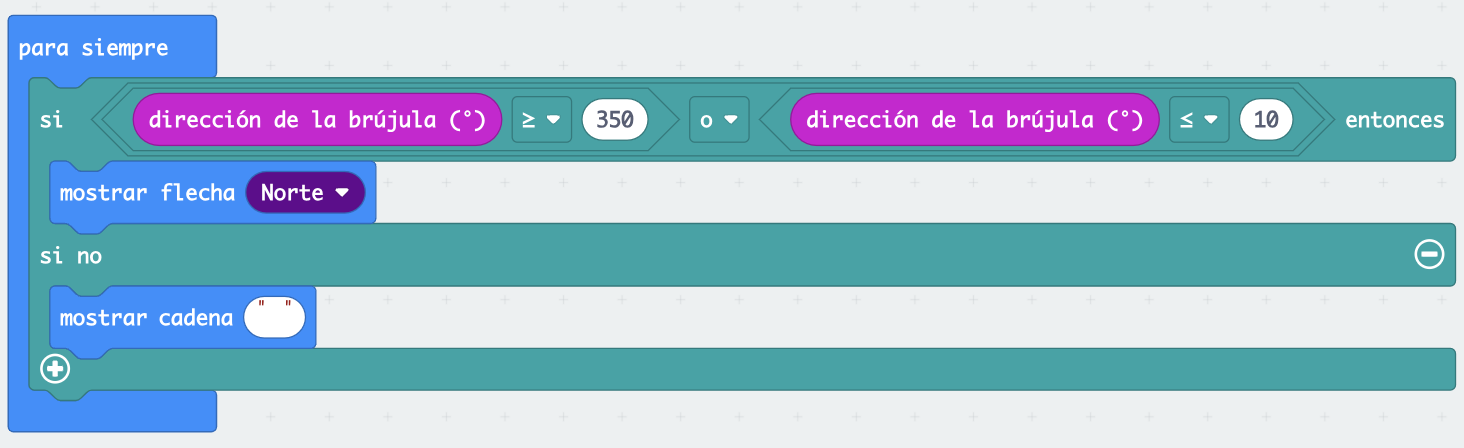 para siempre
si dirección de la brújula (°) ≥ 350 o dirección de la brújula (°) ≤ 10 entonces
mostrar flecha Norte
si no
mostrar cadena " "